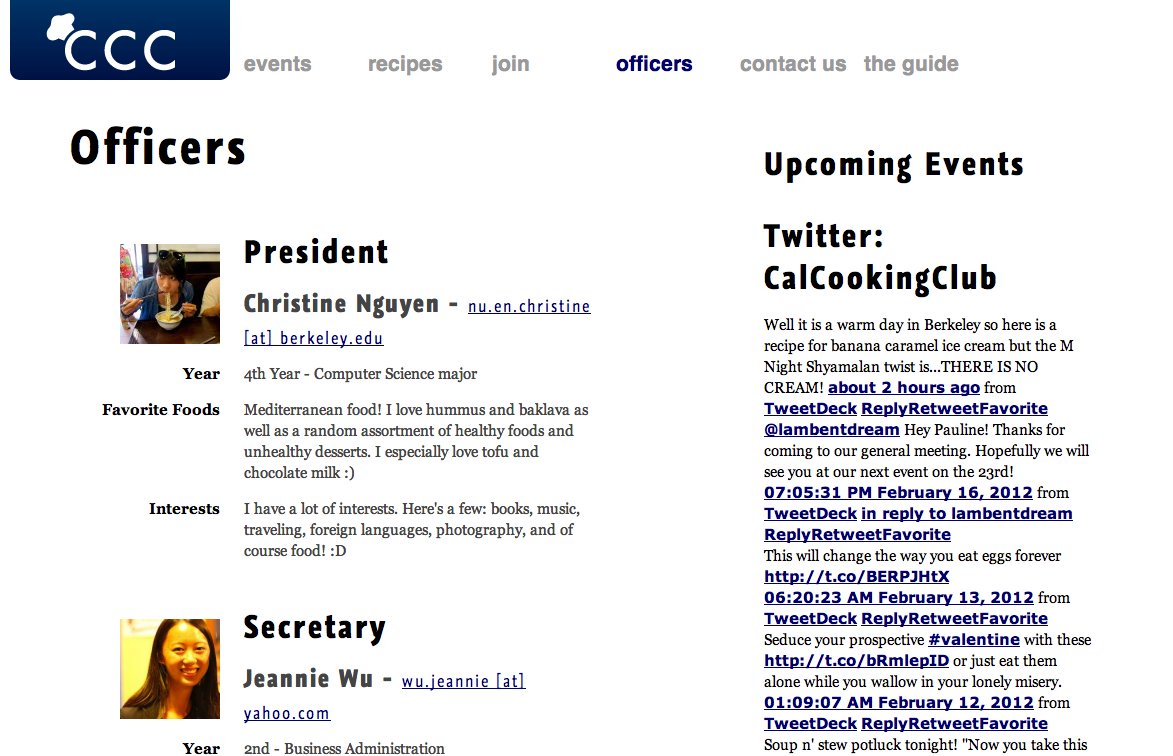 CCC
events recipes join officers contact us the guide
Officers
President
Christine Nguyen - nu.en.christine
[at] berkeley.edu
Year 4th Year - Computer Science major
Favorite Foods Mediterranean food! I love hummus and baklava as
well as a random assortment of healthy foods and
unhealthy desserts. I especially love tofu and
chocolate milk :)
Interests I have a lot of interests. Here's a few: books, music,
traveling, foreign languages, photography, and of
course food! :D
Secretary
Jeannie Wu - wu.jeannie [at]
yahoo.com
Year 2nd - Business Administration
Upcoming Events
Twitter:
CalCookingClub
Well it is a warm day in Berkeley so here is a
recipe for banana caramel ice cream but the M
Night Shyamalan twist is...THERE IS NO
CREAM! about 2 hours ago from
TweetDeck ReplyRetweetFavorite
@lambentdream Hey Pauline! Thanks for
coming to our general meeting. Hopefully we will
see you at our next event on the 23rd!
07:05:31 PM February 16, 2012 from
TweetDeck in reply to lambentdream
ReplyRetweetFavorite
This will change the way you eat eggs forever
http://t.co/BERPJHtX
06:20:23 AM February 13, 2012 from
TweetDeck ReplyRetweetFavorite
Seduce your prospective #valentine with these
http://t.co/bRmlepID or just eat them
alone while you wallow in your lonely misery.
01:09:07 AM February 12, 2012 from
TweetDeck ReplyRetweetFavorite
Soup n' stew potluck tonight! "Now you take this